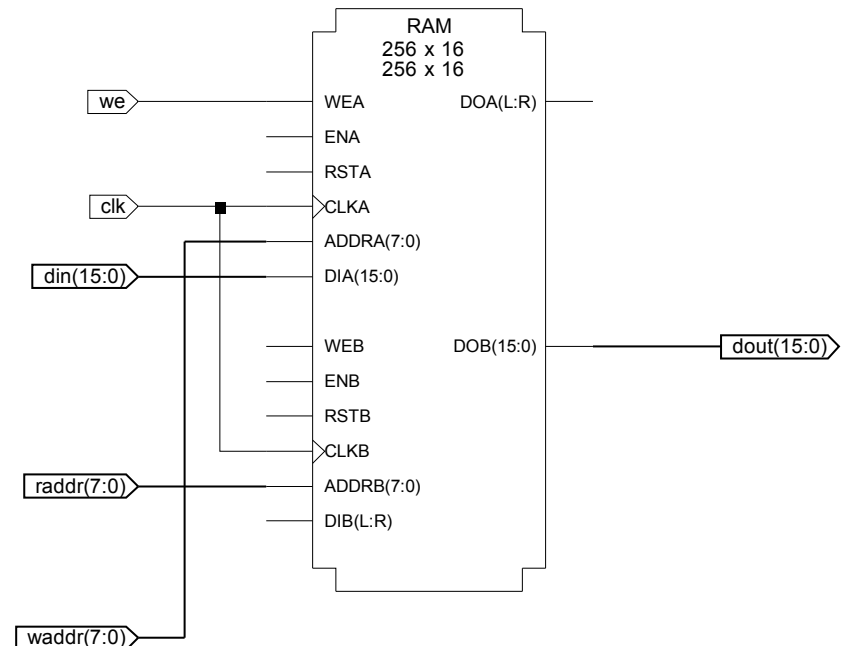 RAM
256 x 16
256 x 16
we
WEA
DOA(L:R)
ENA
RSTA
clk
CLKA
ADDRA(7:0)
din(15:0)
DIA(15:0)
WEB
DOB(15:0)
dout(15:0)
ENB
RSTB
CLKB
raddr(7:0)
ADDRB(7:0)
DIB(L:R)
waddr(7:0)